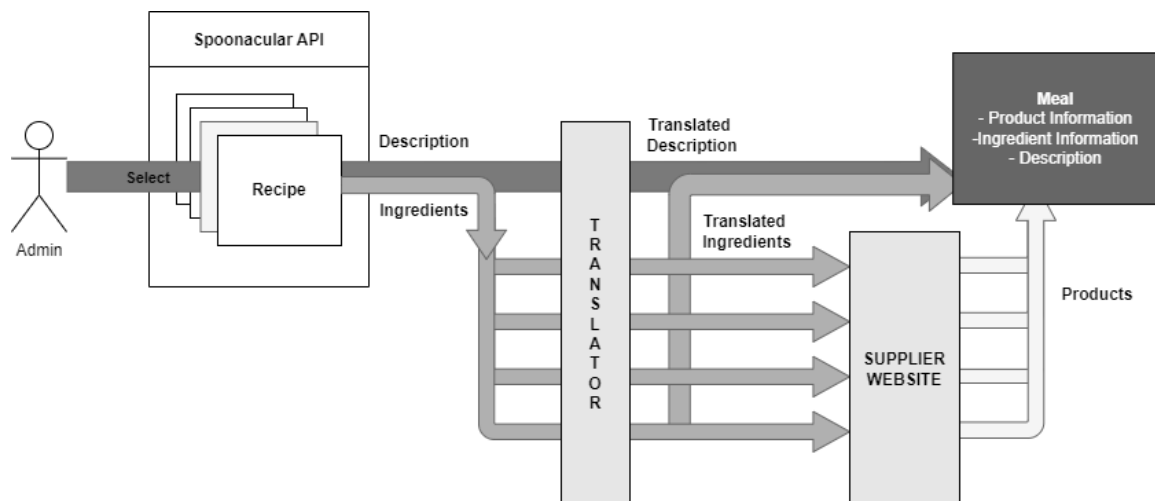 Spoonacular API
Admin
Select
Recipe
Description
Ingredients
TRANSLATOR
Translated
Description
Translated
Ingredients
SUPPLIER
WEBSITE
Products
Meal
- Product Information
-Ingredient Information
- Description